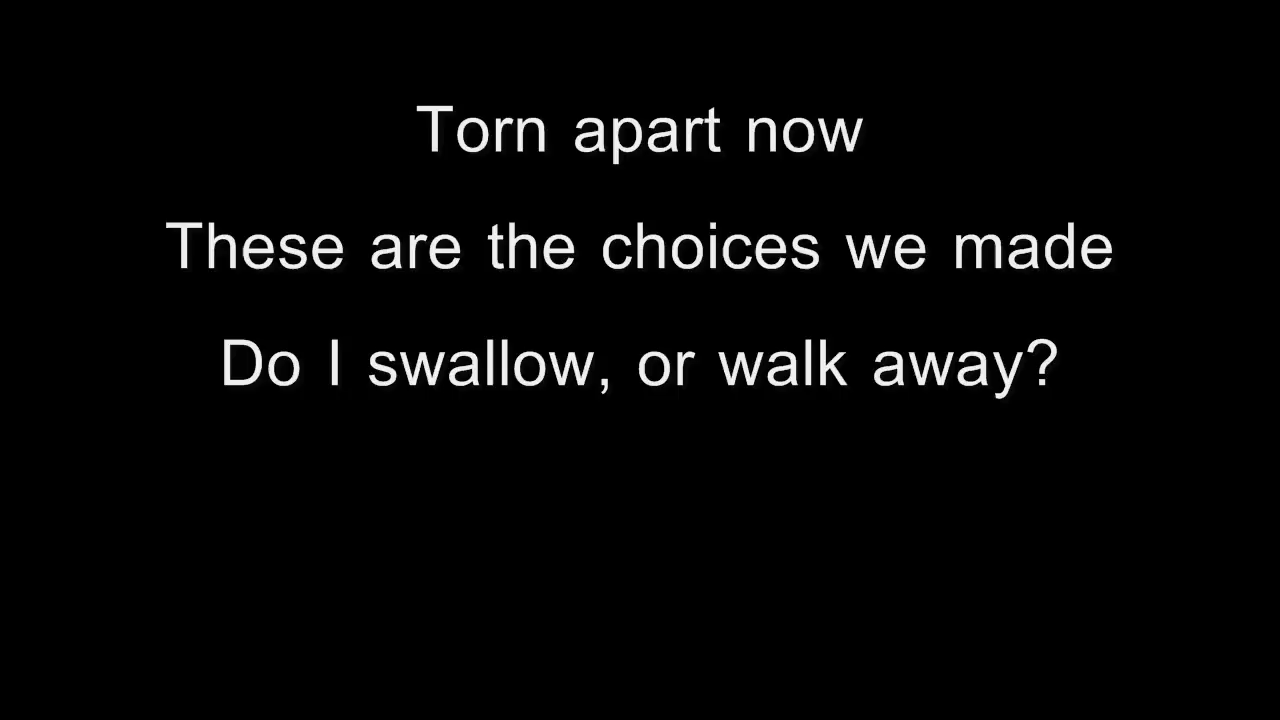 Torn apart now
These are the choices we made
Do I swallow, or walk away?